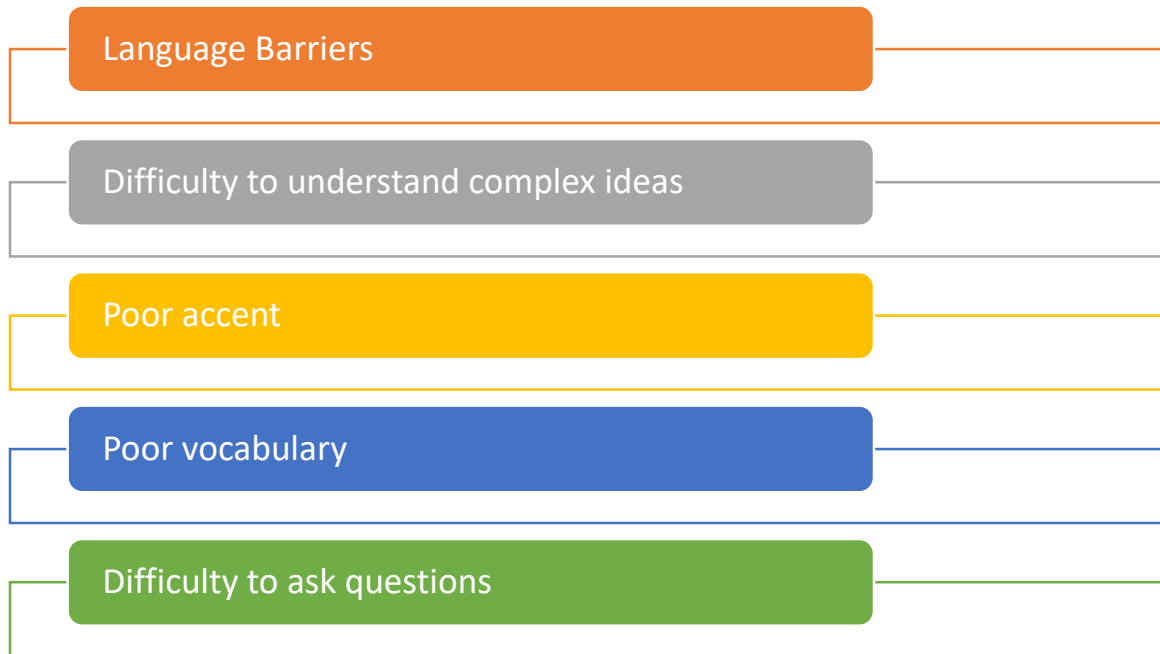 Language Barriers
Difficulty to understand complex ideas
Poor accent
Poor vocabulary
Difficulty to ask questions